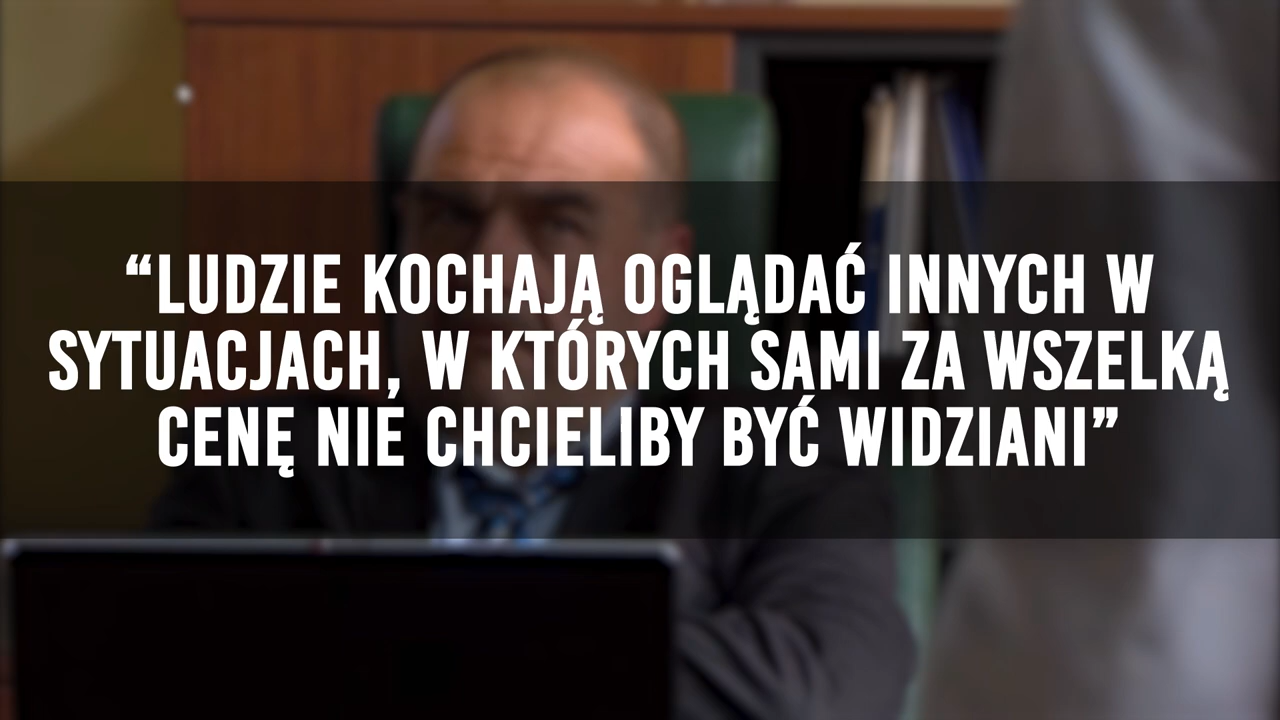 “LUDZIE KOCHAJĄ OGLĄDAĆ INNYCH W
SYTUACJACH, W KTÓRYCH SAMI ZA WSZELKĄ
CENĘ NIE CHCIELIBY BYĆ WIDZIANI”